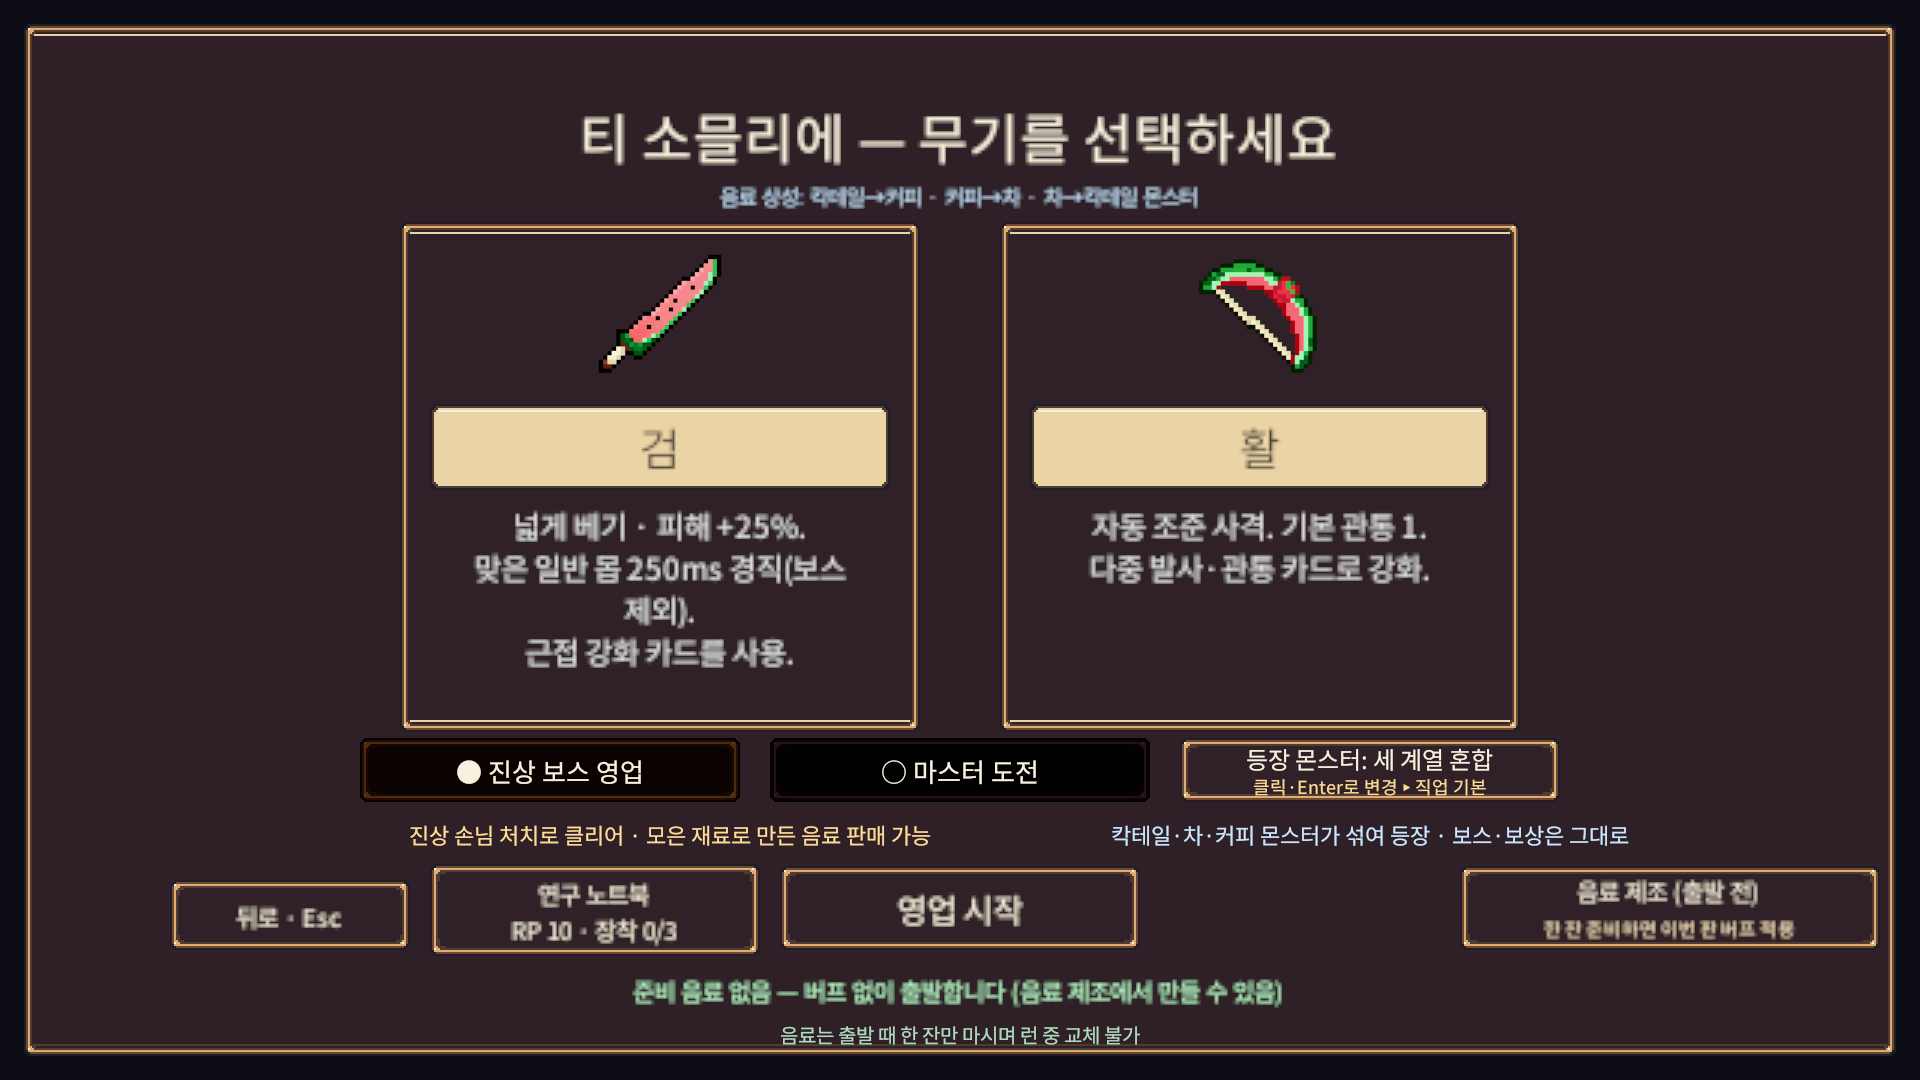 티 소믈리에 — 무기를 선택하세요
음료 상성: 칵테일→커피 · 커피→차 · 차→칵테일 몬스터
검
넓게 베기 · 피해 +25%.
맞은 일반 몹 250ms 경직(보스
제외).
근접 강화 카드를 사용.
활
자동 조준 사격. 기본 관통 1.
다중 발사·관통 카드로 강화.
● 진상 보스 영업
○ 마스터 도전
등장 몬스터: 세 계열 혼합
클릭·Enter로 변경 ▸ 직업 기본
진상 손님 처치로 클리어 · 모은 재료로 만든 음료 판매 가능
칵테일·차·커피 몬스터가 섞여 등장 · 보스·보상은 그대로
뒤로 · Esc
연구 노트북
RP 10 · 장착 0/3
영업 시작
음료 제조 (출발 전)
한 잔 준비하면 이번 판 버프 적용
준비 음료 없음 — 버프 없이 출발합니다 (음료 제조에서 만들 수 있음)
음료는 출발 때 한 잔만 마시며 런 중 교체 불가